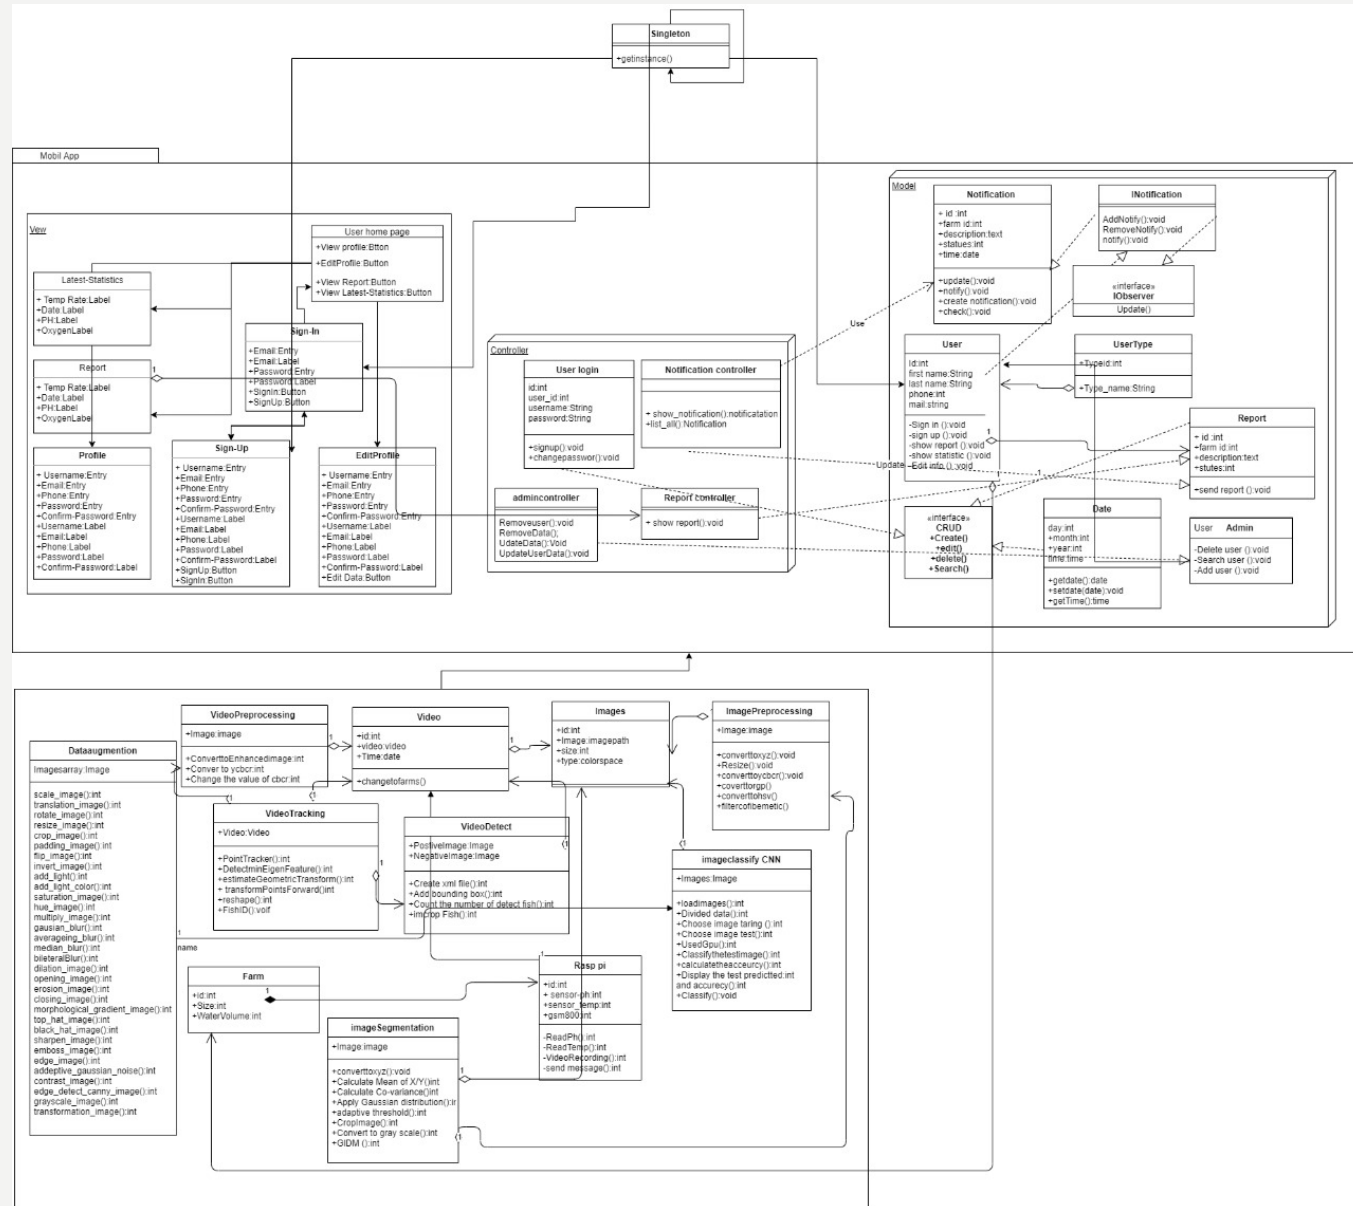 Singleton
+getinstance()
Mobil App
Vew
User home page
+View profile:Btton
+EditProfile:Button
+View Report:Button
+View Latest-Statistics:Button
Latest-Statistics
+ Temp Rate:Label
+Date:Label
+PH:Label
+OxygenLabel
Sign-In
+Email:Entry
+Email:Label
+Password:Entry
+Password:Label
+SignIn:Button
+SignUp:Button
Report
1
+ Temp Rate:Label
+Date:Label
+PH:Label
+OxygenLabel
Profile
+ Username:Entry
+Email:Entry
+Phone:Entry
+Password:Entry
+Confirm-Password:Entry
+Username:Label
+Email:Label
+Phone:Label
+Password:Label
+Confirm-Password:Label
Sign-Up
+ Username:Entry
+Email:Entry
+Phone:Entry
+Password:Entry
+Confirm-Password:Entry
+Username:Label
+Email:Label
+Phone:Label
+Password:Label
+Confirm-Password:Label
+SignUp:Button
+SignIn:Button
EditProfile
+ Username:Entry
+Email:Entry
+Phone:Entry
+Password:Entry
+Confirm-Password:Entry
+Username:Label
+Email:Label
+Phone:Label
+Password:Label
+Confirm-Password:Label
+Edit Data:Button
Controller
User login
id:int
user_id:int
username:String
password:String
+signup():void
+changepasswor():void
Notification controller
+ show_notification():notificatation
+list_all():Notification
admincontroller
Removeuser():void
RemoveData();
UdateData():Void
UpdateUserData():void
Report controller
+ show report():void
Use
Update
Model
Notification
+ id :int
+farm id:int
+description:text
+statues:int
+time:date
+update():void
+notify():void
+create notification():void
+check():void
INotification
AddNotify():void
RemoveNotify():void
notify():void
«interface»
IObserver
Update()
User
Id:int
first name:String
last name:String
phone:int
mail:string
-Sign in ():void
-sign up ():void
-show report ():void
-show statistic ():void
-Edit info ():void
1
1
1
UserType
+Typeid:int
+Type_name:String
Report
+ id :int
+farm id:int
+description:text
+stutes:int
+send report ():void
«interface»
CRUD
+Create()
+edit()
+delete()
+Search()
Date
day:int
+month:int
+year:int
time:time
+getdate():date
+setdate(date):void
+getTime():time
User Admin
-Delete user ():void
-Search user ():void
-Add user ():void
Dataaugmention
Imagesarray:Image
scale_image():int
translation_image():int
rotate_image():int
resize_image():int
crop_image():int
padding_image():int
flip_image():int
invert_image():int
add_light():int
add_light_color():int
saturation_image():int
hue_image():int
multiply_image():int
gausian_blur():int
averageing_blur():int
median_blur():int
bileteralBlur():int
dilation_image():int
opening_image():int
erosion_image():int
closing_image():int
morphological_gradient_image():int
top_hat_image():int
black_hat_image():int
sharpen_image():int
emboss_image():int
edge_image():int
addeptive_gaussian_noise():int
contrast_image():int
edge_detect_canny_image():int
grayscale_image():int
transformation_image():int
1
name
VideoPreprocessing
+Image:image
+ConverttoEnhancedimage:int
+Conver to ycbcr:int
+Change the value of cbcr:int
1
Video
+id:int
+video:video
+Time:date
+changetofarms()
1
Images
+id:int
+Image:imagepath
+size:int
+type:colorspace
ImagePreprocessing
+Image:image
+converttoxyz():void
+Resize():void
+converttoycbcr():void
+coverttorgp()
+converttohsv()
+filtercofibemetic()
1
VideoTracking
+Video:Video
+PointTracker():int
+DetectminEigenFeature():int
+estimateGeometricTransform():int
+ transformPointsForward()int
+reshape():int
+FishID():voif
1
1
1
VideoDetect
+PostiveImage:Image
+NegativeImage:Image
+Create xml file():int
+Add bounding box():int
+Count the number of detect fish():int
+imcrop Fish():int
1
1
imageclassify CNN
+Images:Image
+loadimages():int
+Divided data():int
+Choose image taring ():int
+Choose image test():int
+UsedGpu():int
+Classifythetestimage():int
+calculatetheacceurcy():int
+Display the test predictted:int
and accurecy():int
+Classify():void
Farm
+id:int
+Size:int
+WaterVolume:int
1
1
Rasp pi
+id:int
+ sensor-ph:int
+sensor_temp:int
+gsm800:int
-ReadPh():int
-ReadTemp():int
-VideoRecording():int
-send message():int
imageSegmentation
+Image:image
+converttoxyz():void
+Calculate Mean of X/Y()int
+Calculate Co-variance()int
+Apply Gaussian distribution():ir
+adaptive threshold():int
+CropImage():int
+Convert to gray scale():int
+GIDM ():int
1
1